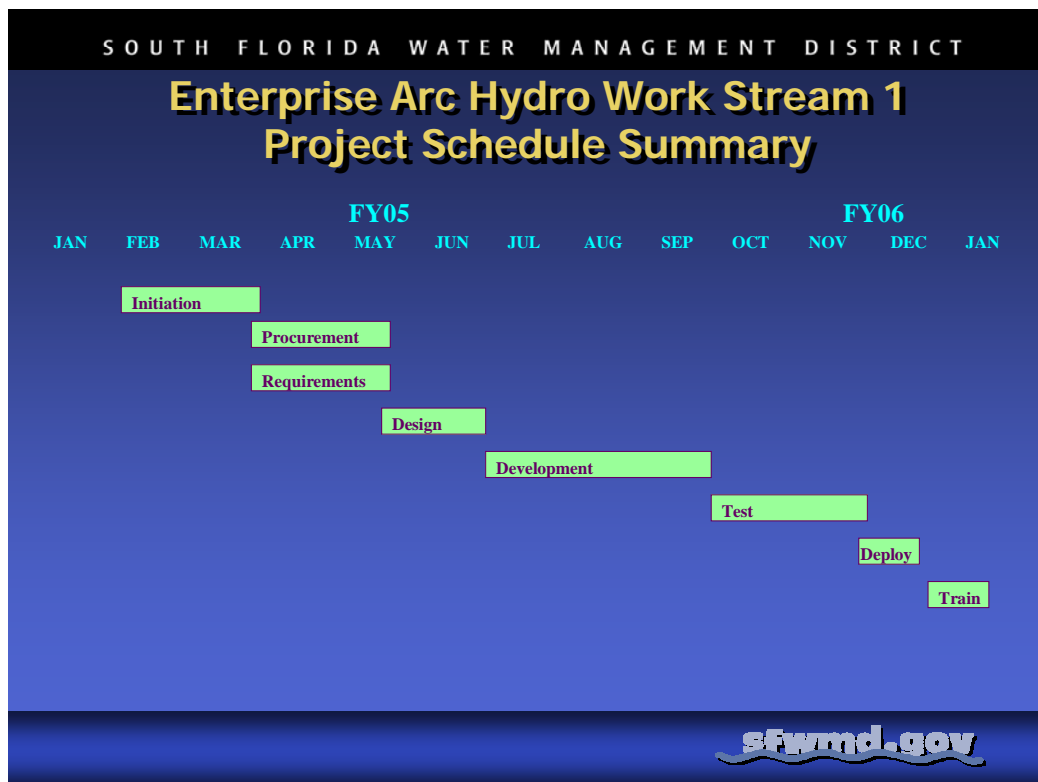 SOUTH FLORIDA WATER MANAGEMENT DISTRICT
Enterprise Arc Hydro Work Stream 1
Project Schedule Summary
FY05 FY06
JAN FEB MAR APR MAY JUN JUL AUG SEP OCT NOV DEC JAN
Initiation
Procurement
Requirements
Design
Development
Test
Deploy
Train
sfwmd.gov